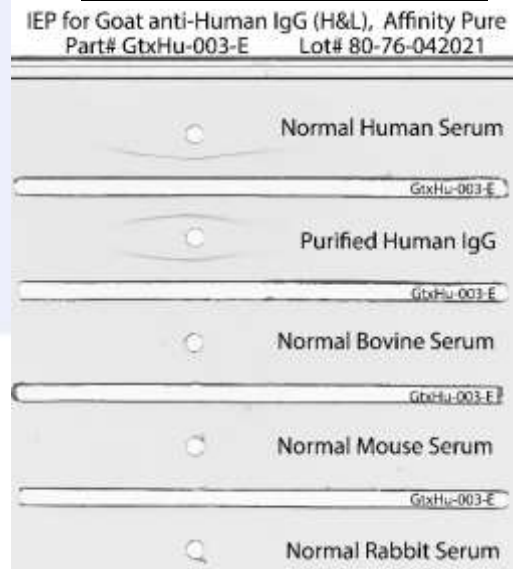 IEP for Goat anti-Human IgG (H&L), Affinity Pure
Part# GtxHu-003-E Lot# 80-76-042021
Normal Human Serum
GtxHu-003-E
Purified Human IgG
GtxHu-003-E
Normal Bovine Serum
GtxHu-003-E
Normal Mouse Serum
GtxHu-003-E
Normal Rabbit Serum